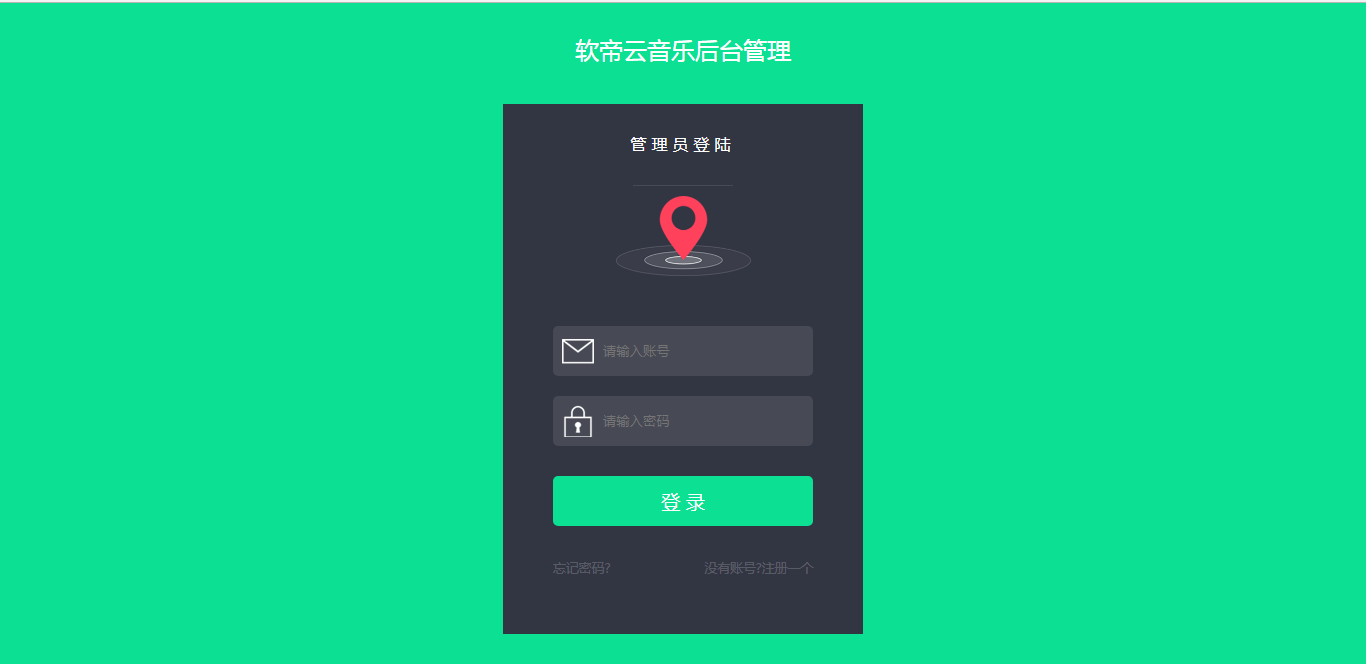 软帝云音乐后台管理
管理员登陆
请输入账号
请输入密码
登录
忘记密码?
没有账号?注册一个